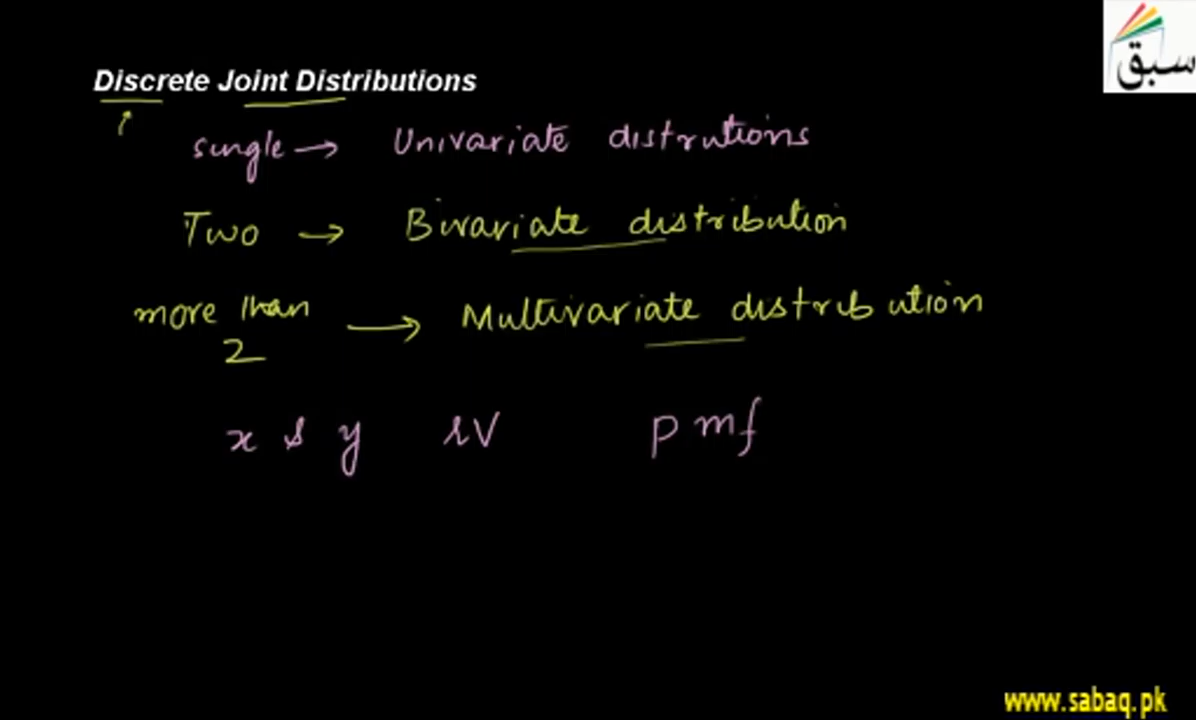 سبق
Discrete Joint Distributions
single → Univariate distrutions
Two → Bivariate distribution
more than 2 → Multivariate distribution
x & y rV pmf
www.sabaq.pk